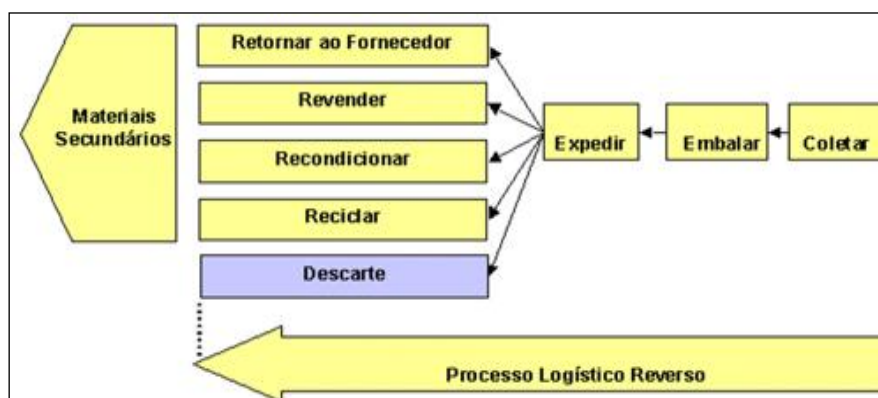 Retornar ao Fornecedor
Revender
Recondicionar
Reciclar
Descarte
Materiais
Secundários
Expedir
Embalar
Coletar
Processo Logístico Reverso